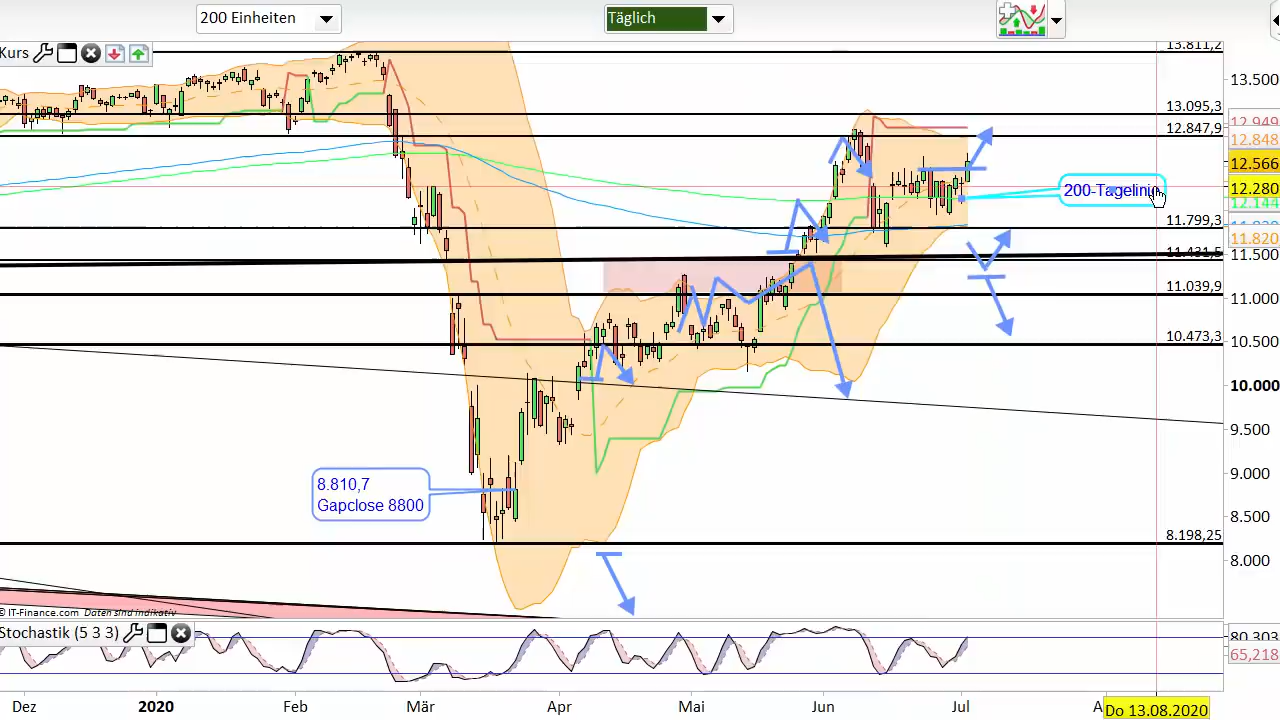 200 Einheiten
Täglich
Kurs
13.811,2
13.500
13.095,3
12.949
12.847,9
12.848
12.566
12.280
200-Tagelinie
12.144
11.799,3
11.820
11.431,5
11.500
11.039,9
11.000
10.473,3
10.500
10.000
9.500
9.000
8.810,7
Gapclose 8800
8.500
8.198,25
8.000
© IT-Finance.com Daten sind indikativ
Stochastik (5 3 3)
80,303
65,218
Dez
2020
Feb
Mär
Apr
Mai
Jun
Jul
Do 13.08.2020